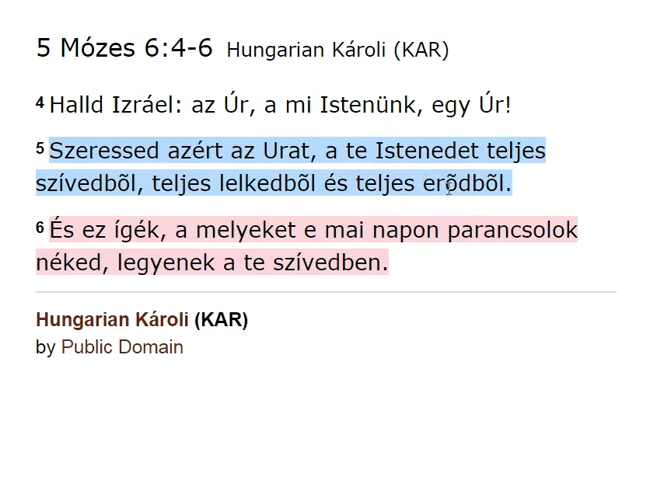 5 Mózes 6:4-6 Hungarian Károli (KAR)
4 Halld Izráel: az Úr, a mi Istenünk, egy Úr!
5 Szeressed azért az Urat, a te Istenedet teljes
szívedbõl, teljes lelkedbõl és teljes erõdbõl.
6 És ez ígék, a melyeket e mai napon parancsolok
néked, legyenek a te szívedben.
Hungarian Károli (KAR)
by Public Domain